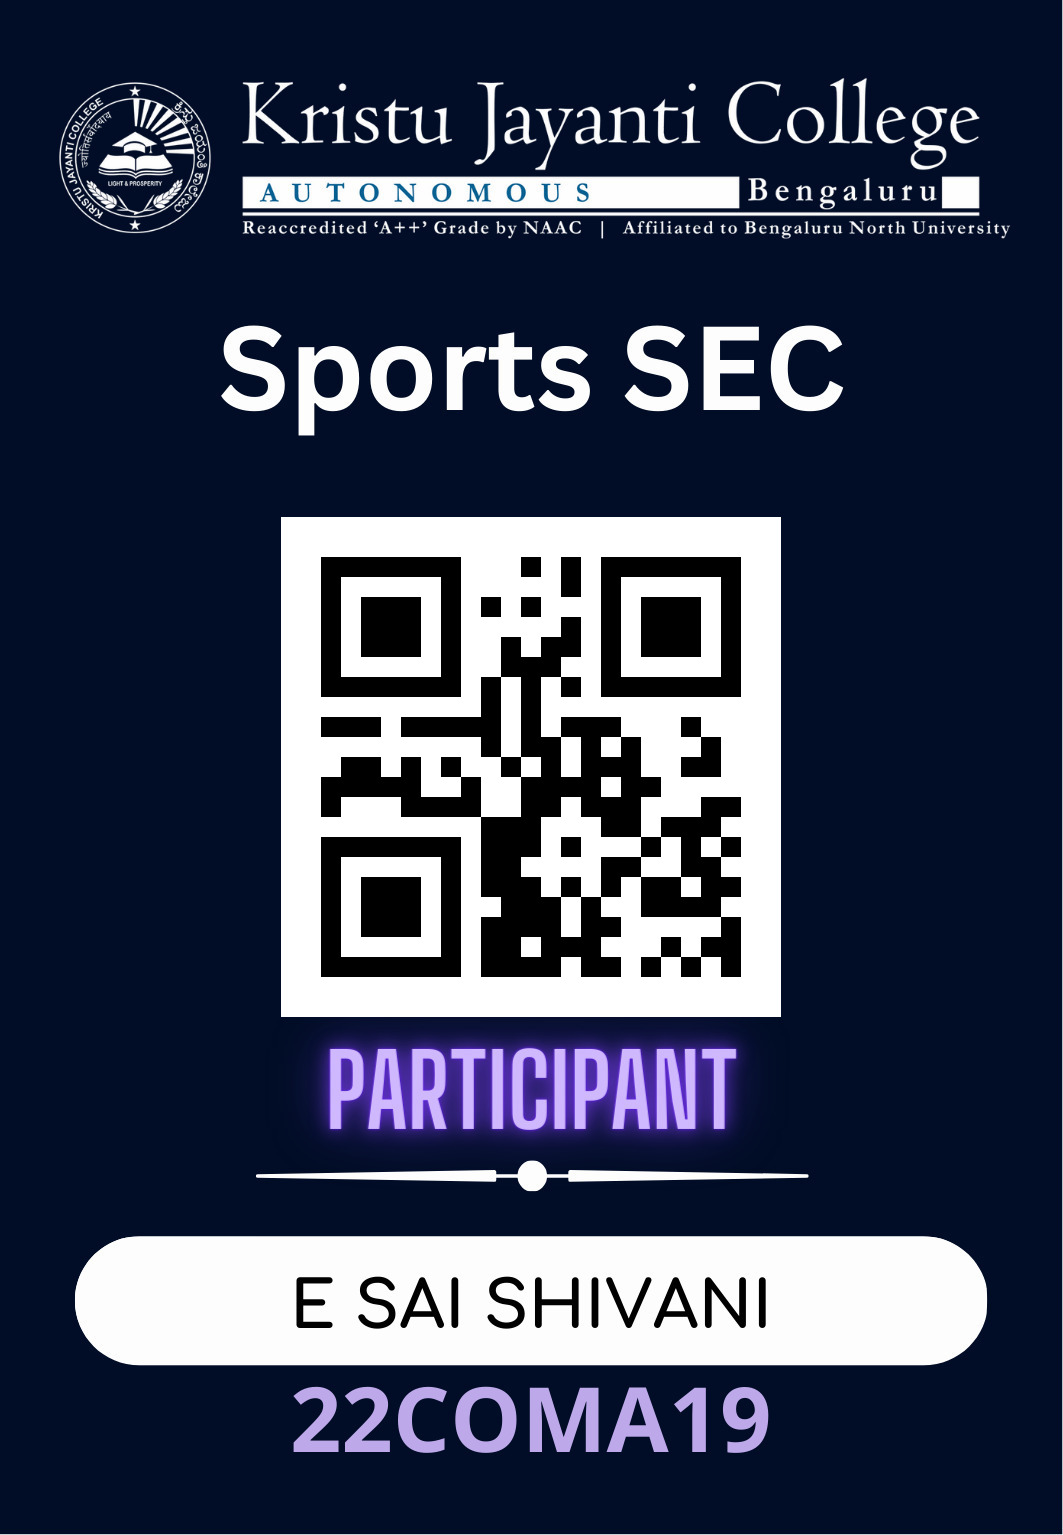 Kristu Jayanti College
AUTONOMOUS Bengaluru
Reaccredited ‘A++’ Grade by NAAC | Affiliated to Bengaluru North University
KRISTU JAYANTI COLLEGE
LIGHT & PROSPERITY
Sports SEC
PARTICIPANT
E SAI SHIVANI
22COMA19